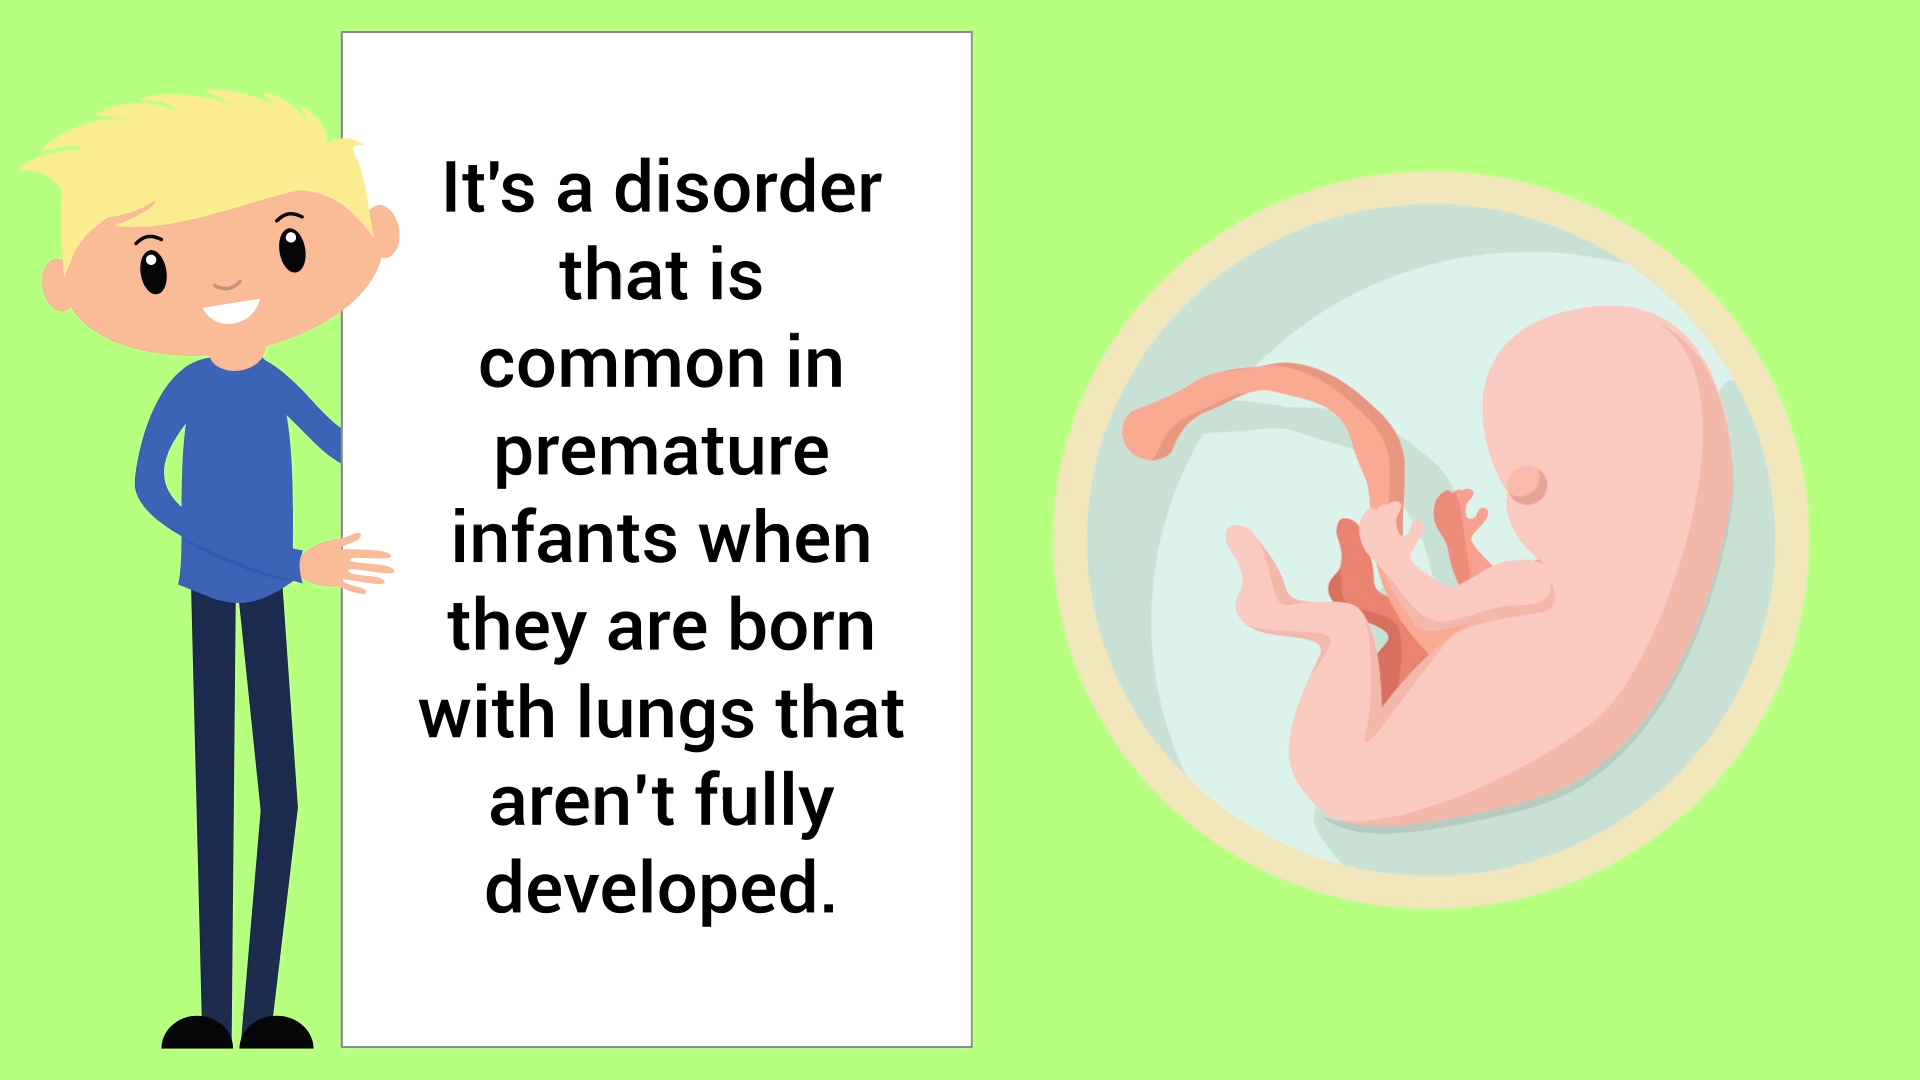 It's a disorder
that is
common in
premature
infants when
they are born
with lungs that
aren't fully
developed.